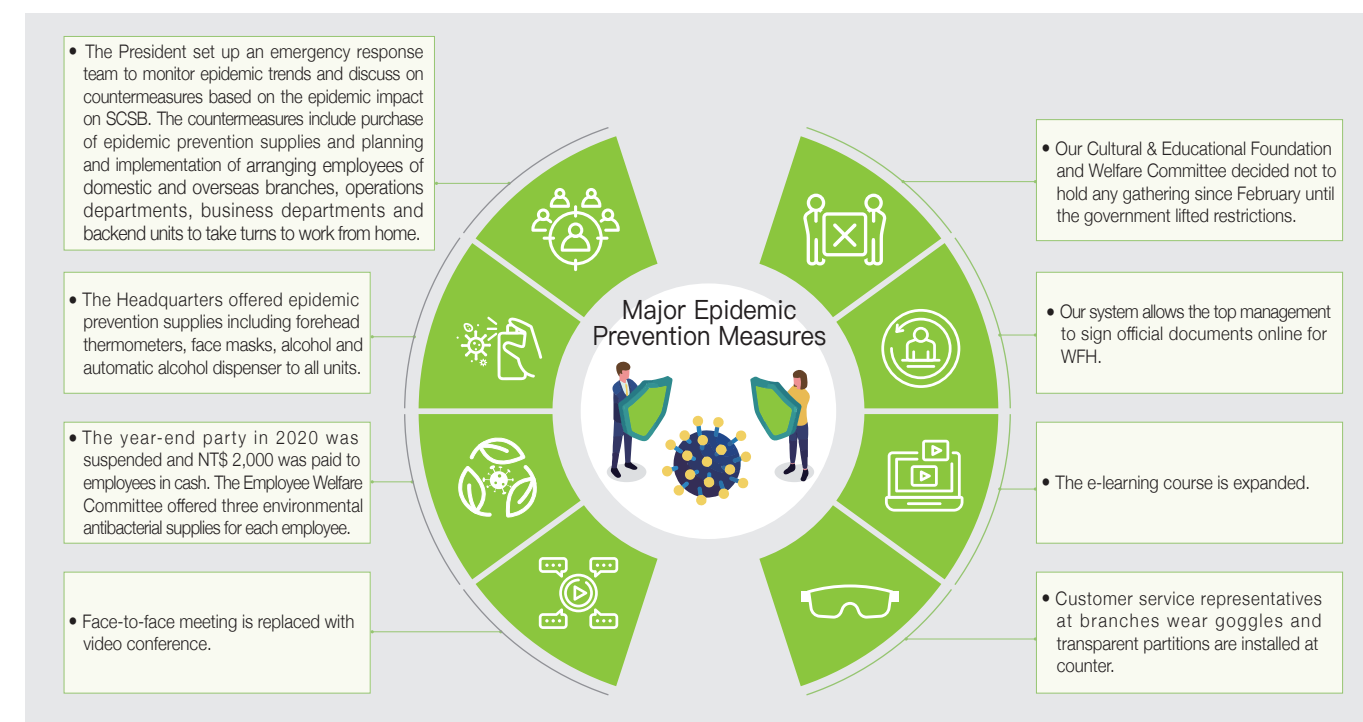 • The President set up an emergency response
team to monitor epidemic trends and discuss on
countermeasures based on the epidemic impact
on SCSB. The countermeasures include purchase
of epidemic prevention supplies and planning
and implementation of arranging employees of
domestic and overseas branches, operations
departments, business departments and
backend units to take turns to work from home.
• The Headquarters offered epidemic
prevention supplies including forehead
thermometers, face masks, alcohol and
automatic alcohol dispenser to all units.
• The year-end party in 2020 was
suspended and NT$ 2,000 was paid to
employees in cash. The Employee Welfare
Committee offered three environmental
antibacterial supplies for each employee.
• Face-to-face meeting is replaced with
video conference.
Major Epidemic
Prevention Measures
• Our Cultural & Educational Foundation
and Welfare Committee decided not to
hold any gathering since February until
the government lifted restrictions.
• Our system allows the top management
to sign official documents online for
WFH.
• The e-learning course is expanded.
• Customer service representatives
at branches wear goggles and
transparent partitions are installed at
counter.